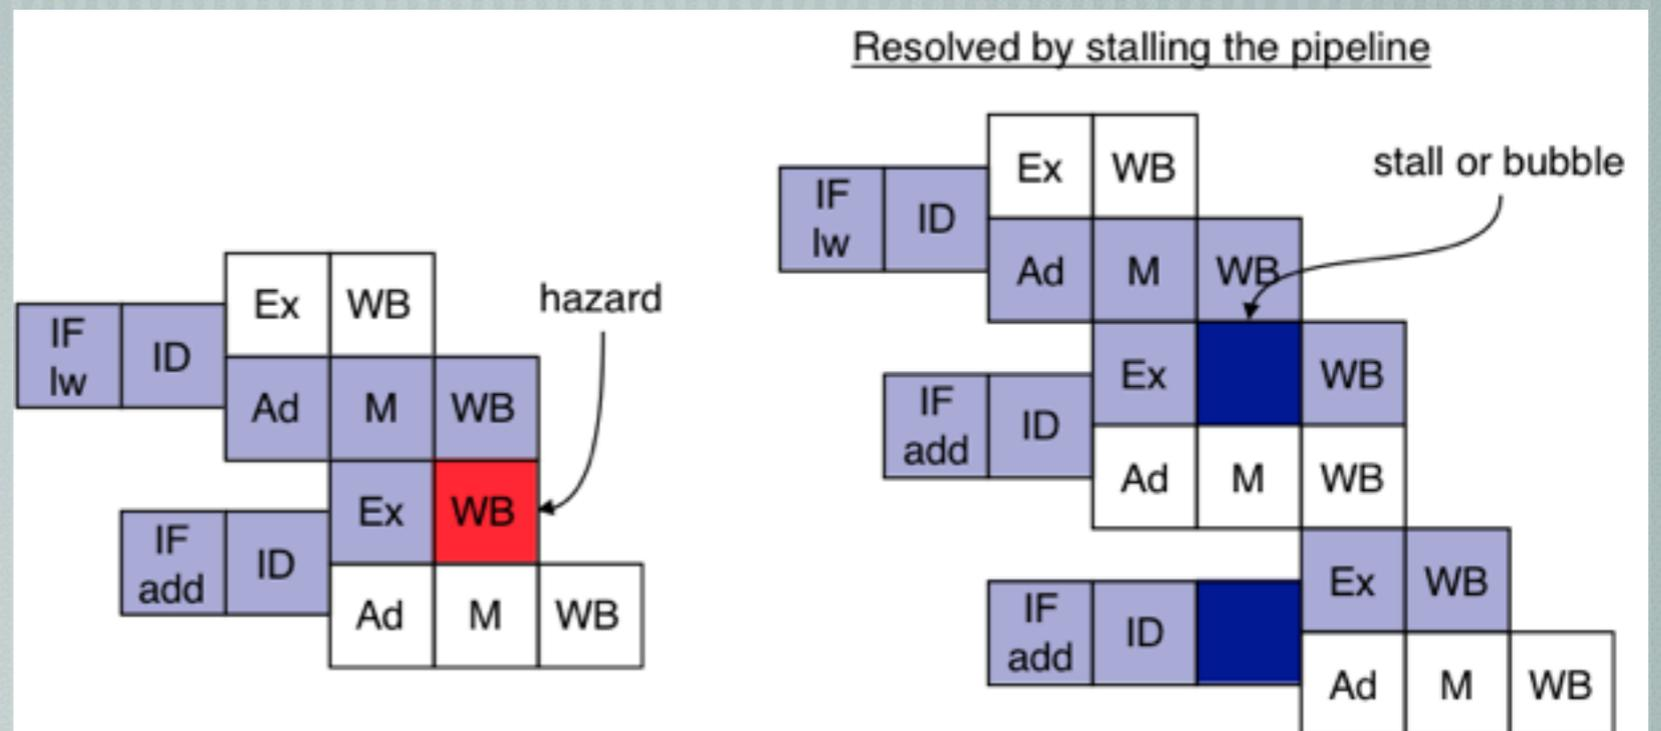 Resolved by stalling the pipeline
Ex WB
hazard
IF
lw
ID
Ad M WB
Ex WB
IF
add
ID
Ad M WB
stall or bubble
Ex WB
IF
lw
ID
Ad M WB
Ex WB
IF
add
ID
Ad M WB
Ex WB
IF
add
ID
Ad M WB